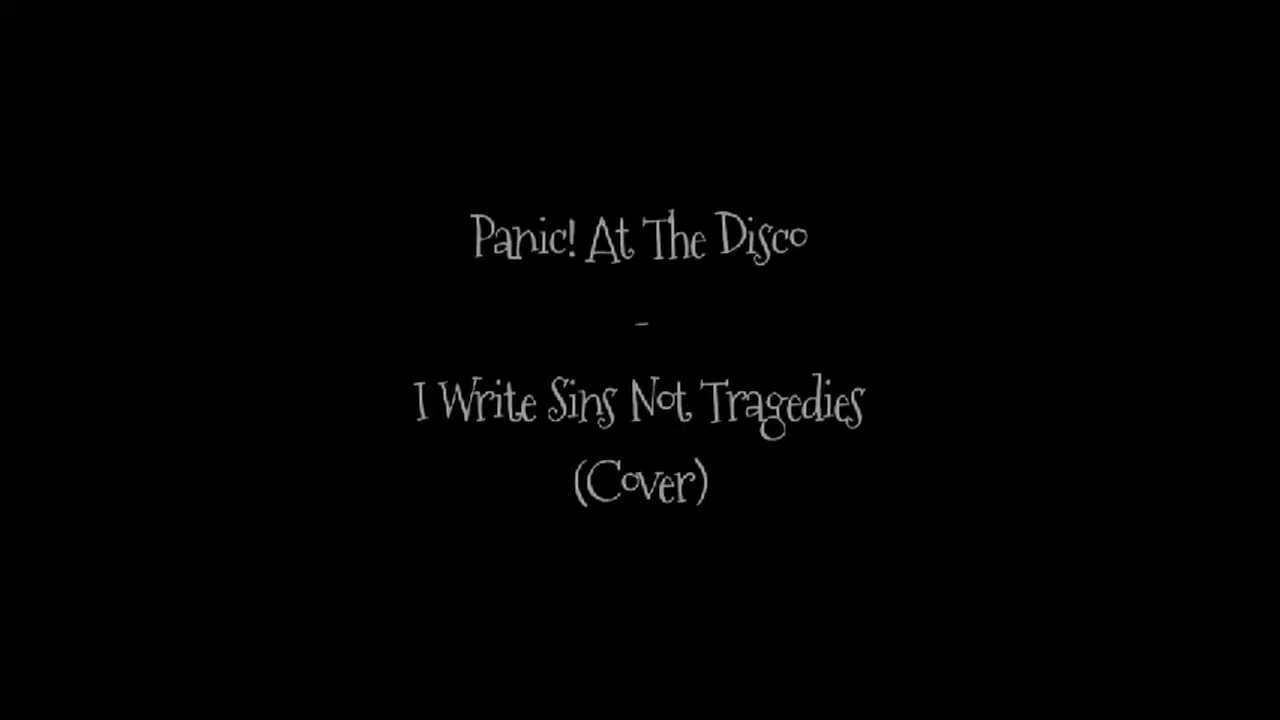 Panic! At The Disco
-
I Write Sins Not Tragedies
(Cover)